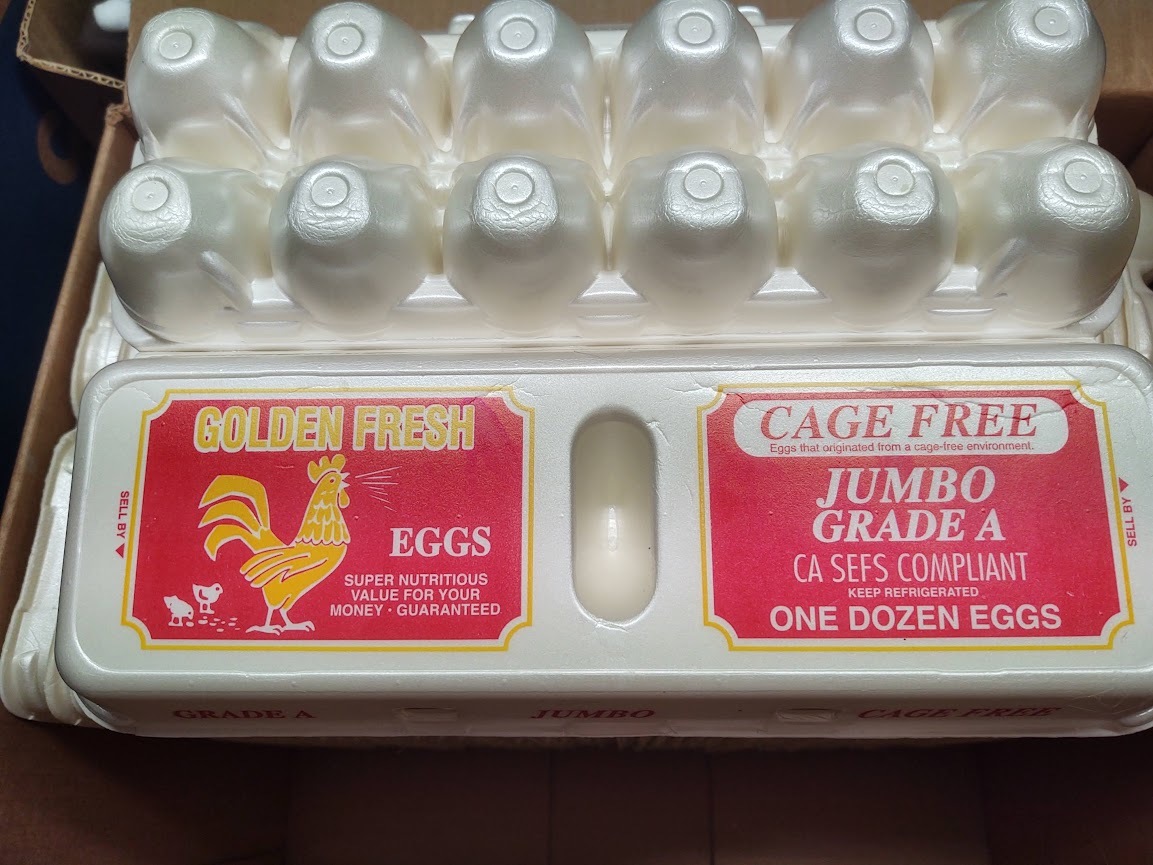 GOLDEN FRESH
EGGS
SUPER NUTRITIOUS
VALUE FOR YOUR
MONEY · GUARANTEED
SELL BY
CAGE FREE
Eggs that originated from a cage-free environment.
JUMBO
GRADE A
CA SEFS COMPLIANT
KEEP REFRIGERATED
ONE DOZEN EGGS
SELL BY
GRADE A
JUMBO
CAGE FREE